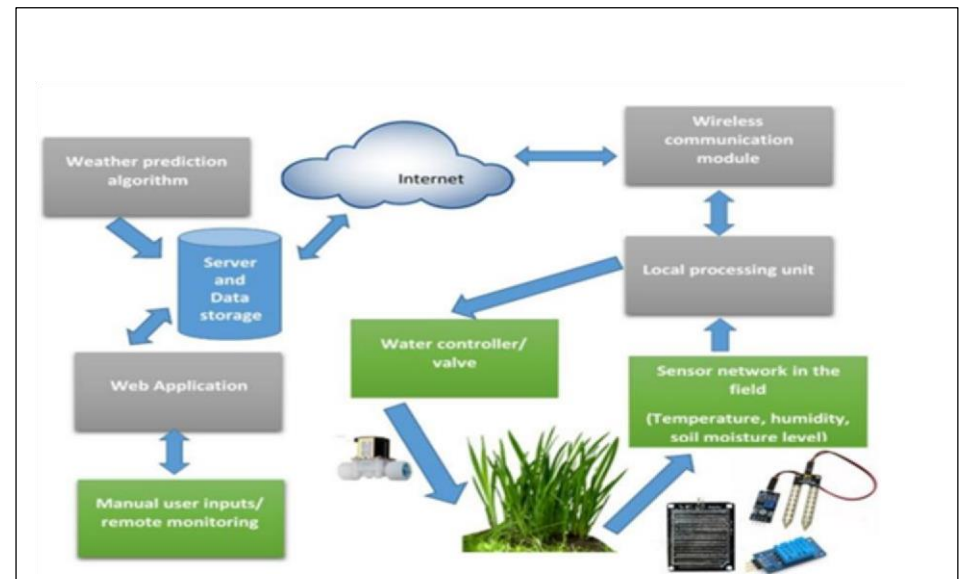 Weather prediction
algorithm
Internet
Wireless
communication
module
Server
and
Data
storage
Local processing unit
Water controller/
valve
Web Application
Sensor network in the
field
(Temperature, humidity,
soil moisture level)
Manual user inputs/
remote monitoring